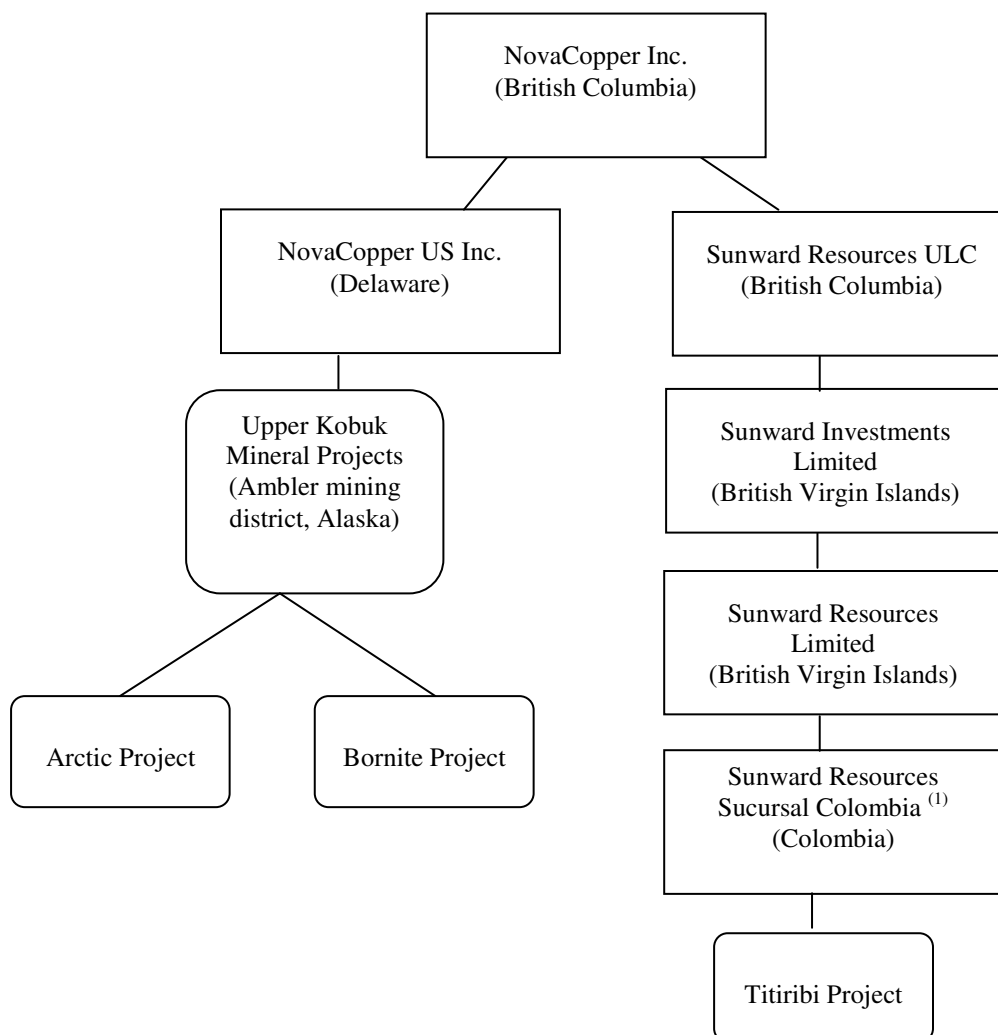 NovaCopper Inc.
(British Columbia)
NovaCopper US Inc.
(Delaware)
Sunward Resources ULC
(British Columbia)
Upper Kobuk
Mineral Projects
(Ambler mining
district, Alaska)
Sunward Investments
Limited
(British Virgin Islands)
Sunward Resources
Limited
(British Virgin Islands)
Arctic Project
Bornite Project
Sunward Resources
Sucursal Colombia (1)
(Colombia)
Titiribi Project